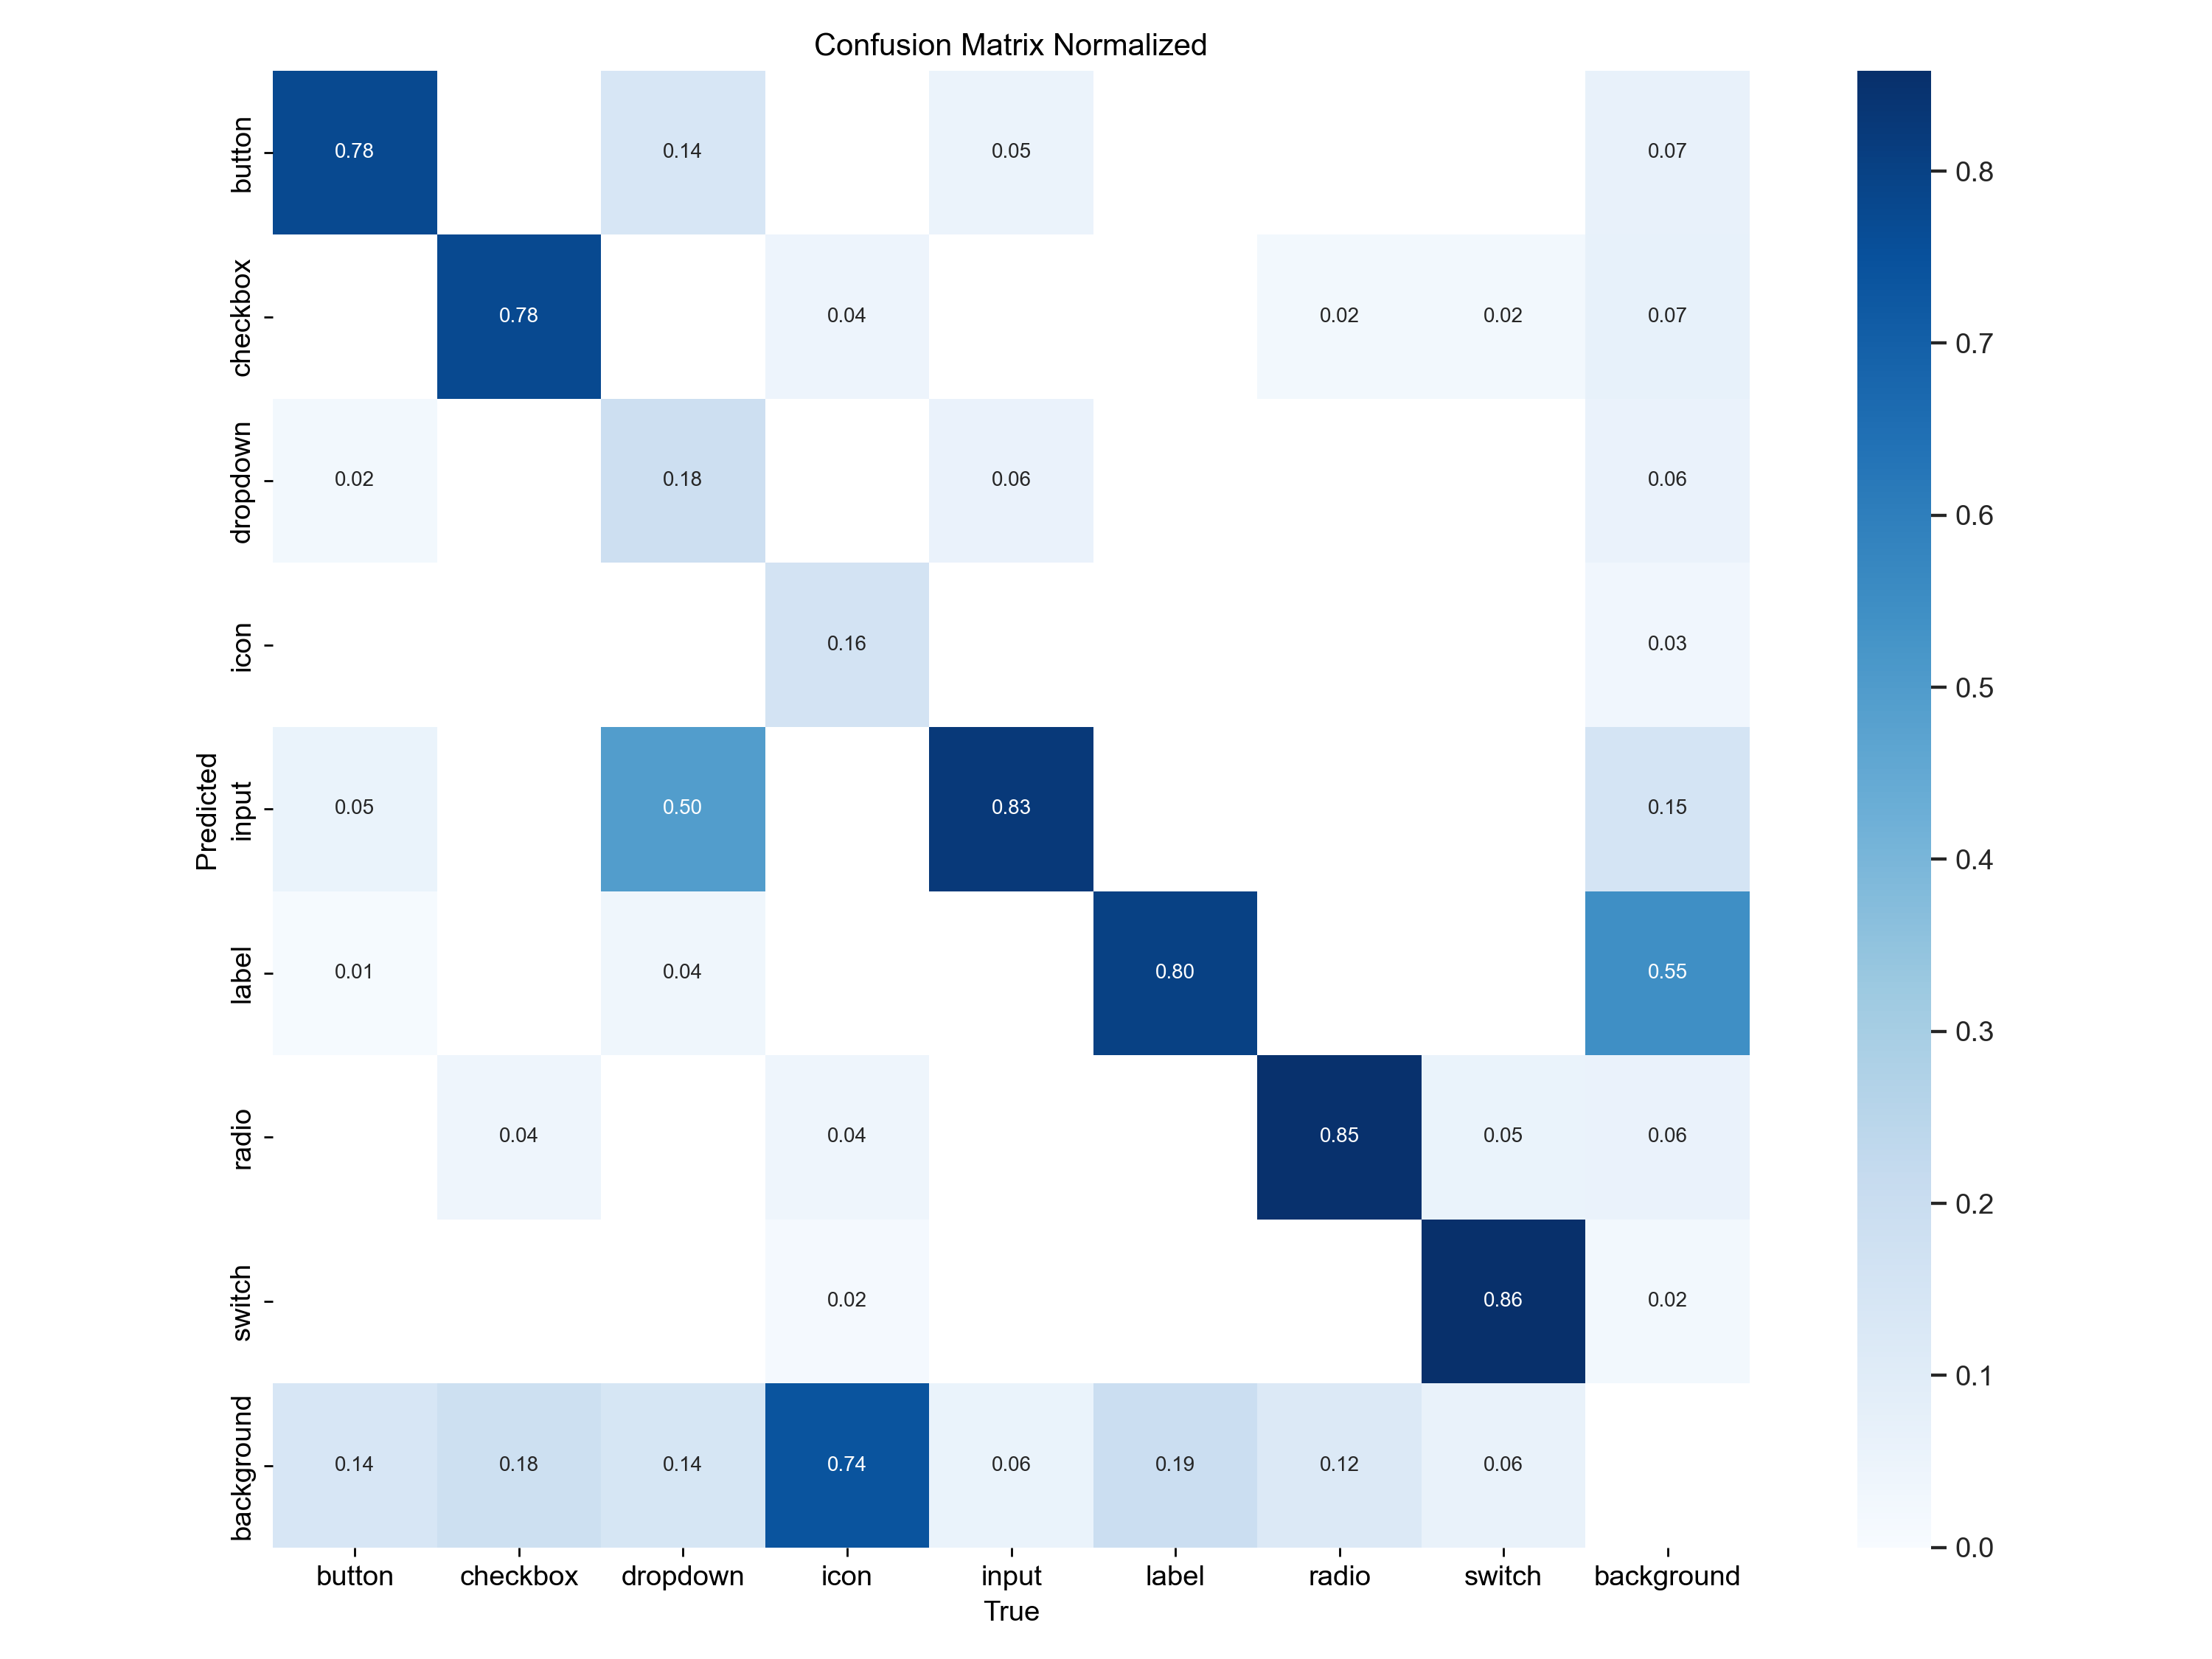 Confusion Matrix Normalized
Predicted
button 0.78 0.14 0.05 0.07
checkbox 0.78 0.04 0.02 0.02 0.07
dropdown 0.02 0.18 0.06 0.06
icon 0.16 0.03
input 0.05 0.50 0.83 0.15
label 0.01 0.04 0.80 0.55
radio 0.04 0.04 0.85 0.05 0.06
switch 0.02 0.86 0.02
background 0.14 0.18 0.14 0.74 0.06 0.19 0.12 0.06
button checkbox dropdown icon input label radio switch background
True
0.8
0.7
0.6
0.5
0.4
0.3
0.2
0.1
0.0